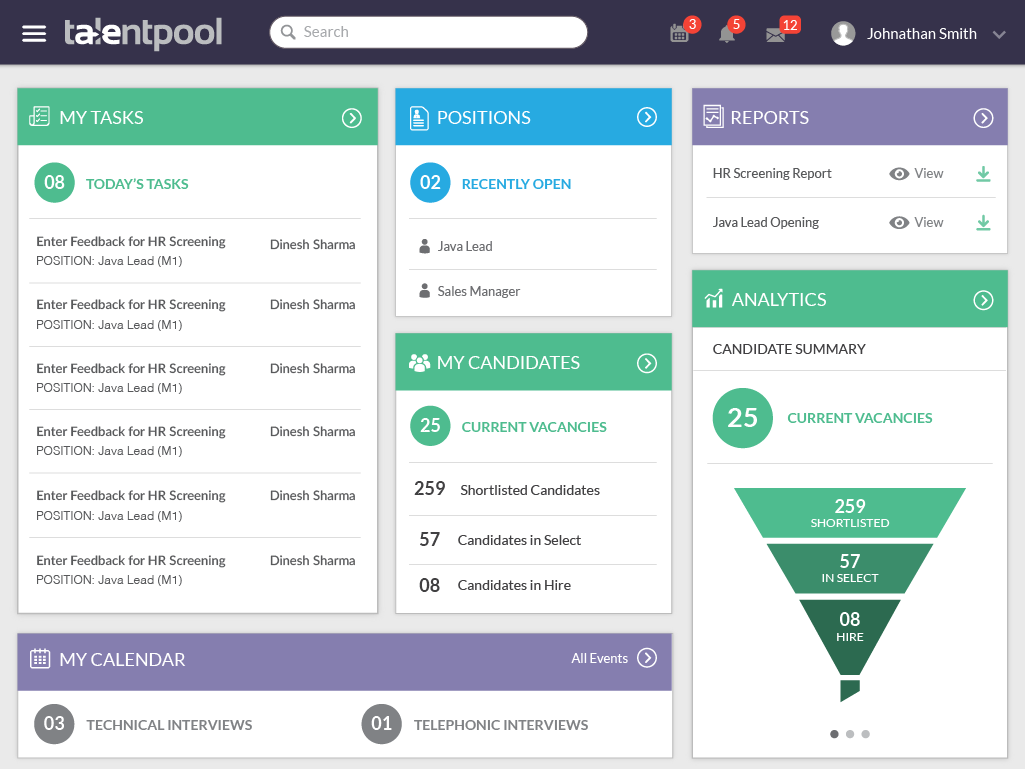 talentpool
Search
3
5
12
Johnathan Smith
MY TASKS
08 TODAY'S TASKS
Enter Feedback for HR Screening Dinesh Sharma
POSITION: Java Lead (M1)
Enter Feedback for HR Screening Dinesh Sharma
POSITION: Java Lead (M1)
Enter Feedback for HR Screening Dinesh Sharma
POSITION: Java Lead (M1)
Enter Feedback for HR Screening Dinesh Sharma
POSITION: Java Lead (M1)
Enter Feedback for HR Screening Dinesh Sharma
POSITION: Java Lead (M1)
Enter Feedback for HR Screening Dinesh Sharma
POSITION: Java Lead (M1)
POSITIONS
02 RECENTLY OPEN
Java Lead
Sales Manager
MY CANDIDATES
25 CURRENT VACANCIES
259 Shortlisted Candidates
57 Candidates in Select
08 Candidates in Hire
REPORTS
HR Screening Report View
Java Lead Opening View
ANALYTICS
CANDIDATE SUMMARY
25 CURRENT VACANCIES
259
SHORTLISTED
57
IN SELECT
08
HIRE
MY CALENDAR All Events
03 TECHNICAL INTERVIEWS 01 TELEPHONIC INTERVIEWS